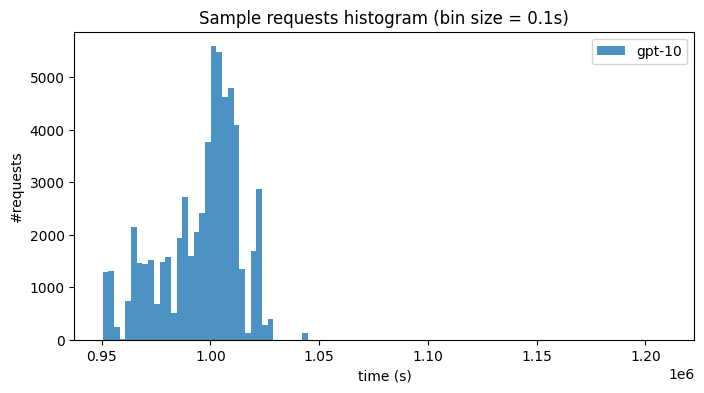 Sample requests histogram (bin size = 0.1s)
gpt-10
#requests
5000
4000
3000
2000
1000
0
0.95 1.00 1.05 1.10 1.15 1.20
1e6
time (s)